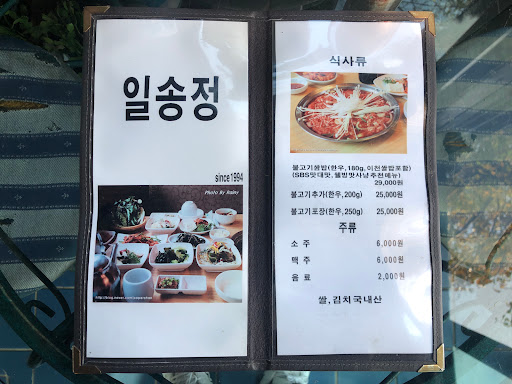 일송정
since1994
Photo By Rainy
식사류
불고기쌈밥(한우,180g,이천쌀밥포함)
(SBS맛대맛, 웰빙맛사냥 추천메뉴)
29,000원
불고기추가(한우,200g) 25,000원
불고기포장(한우,250g) 25,000원
주류
소 주 6,000원
맥 주 6,000원
음 료 2,000원
쌀,김치국내산